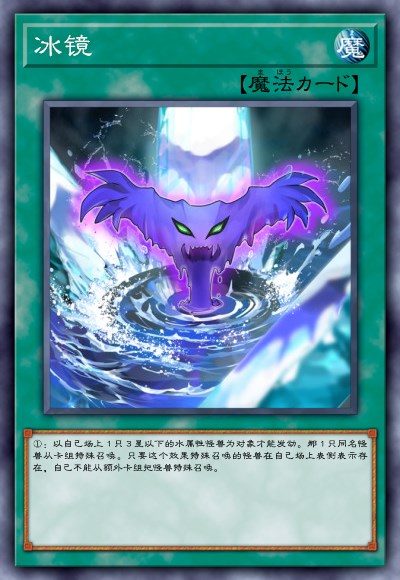 冰镜
魔
【魔法カード】
①：以自己场上1只3星以下的水属性怪兽为对象才能发动。那1只同名怪
兽从卡组特殊召唤。只要这个效果特殊召唤的怪兽在自己场上表侧表示存
在，自己不能从额外卡组把怪兽特殊召唤。